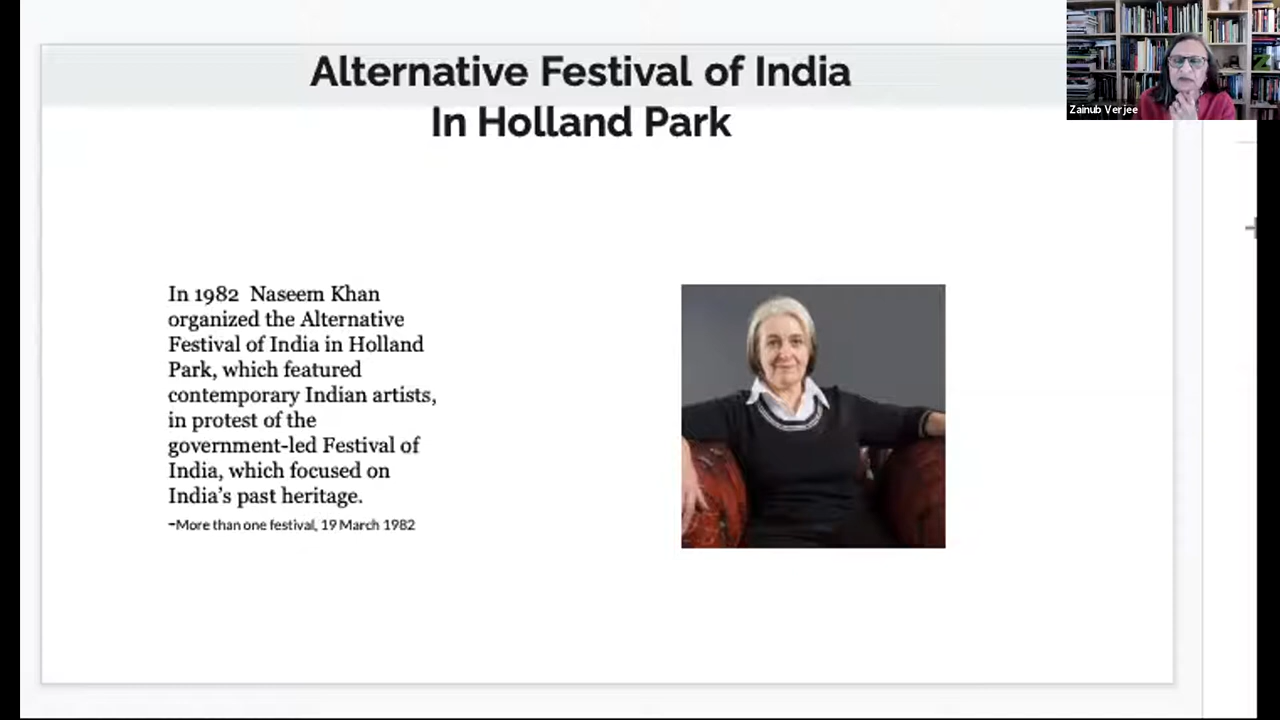 Alternative Festival of India
In Holland Park
Zainub Verjee
In 1982 Naseem Khan
organized the Alternative
Festival of India in Holland
Park, which featured
contemporary Indian artists,
in protest of the
government-led Festival of
India, which focused on
India’s past heritage.
-More than one festival, 19 March 1982